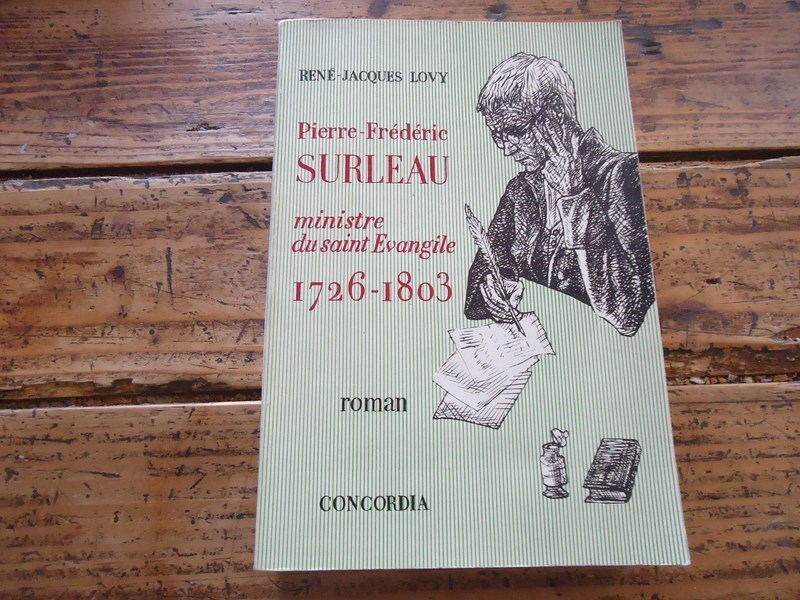 RENÉ-JACQUES LOVY
Pierre-Frédéric
SURLEAU
ministre
du saint Evangile
1726-1803
roman
CONCORDIA